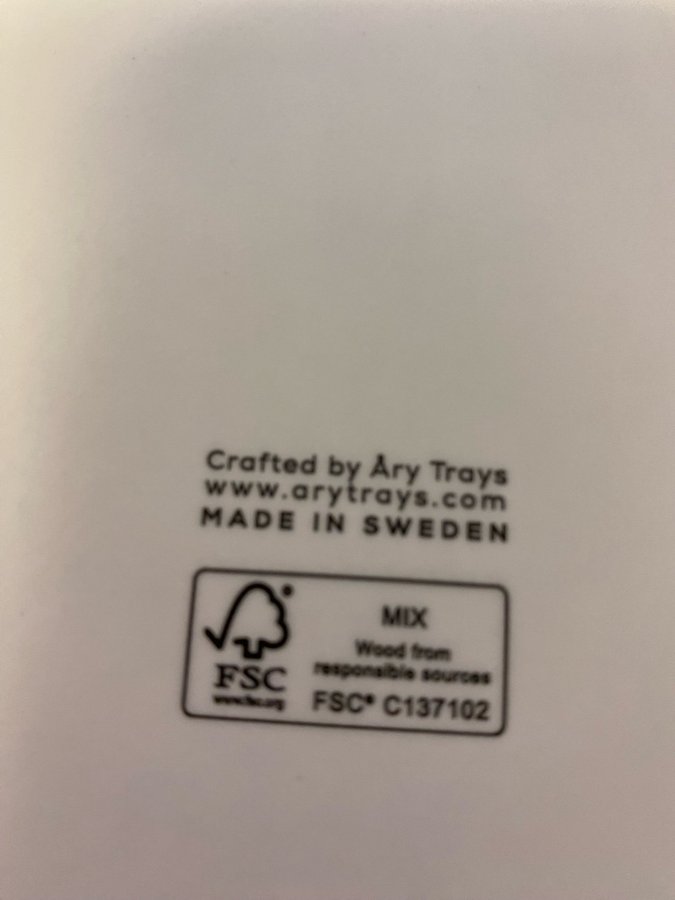 Crafted by Åry Trays
www.arytrays.com
MADE IN SWEDEN
MIX
Wood from
responsible sources
FSC® C137102
FSC
www.fsc.org